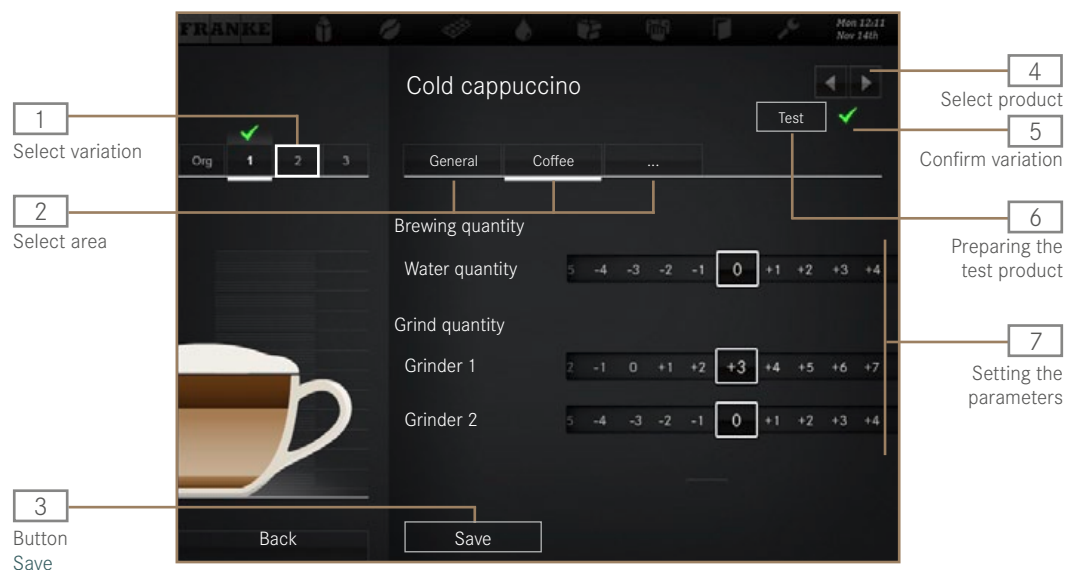 FRANKE
Mon 12:11
Nov 14th
Cold cappuccino
Test
Org 1 2 3
General Coffee ...
Brewing quantity
Water quantity 5 -4 -3 -2 -1 0 +1 +2 +3 +4
Grind quantity
Grinder 1 2 -1 0 +1 +2 +3 +4 +5 +6 +7
Grinder 2 5 -4 -3 -2 -1 0 +1 +2 +3 +4
Back Save
1
Select variation
2
Select area
3
Button
Save
4
Select product
5
Confirm variation
6
Preparing the
test product
7
Setting the
parameters